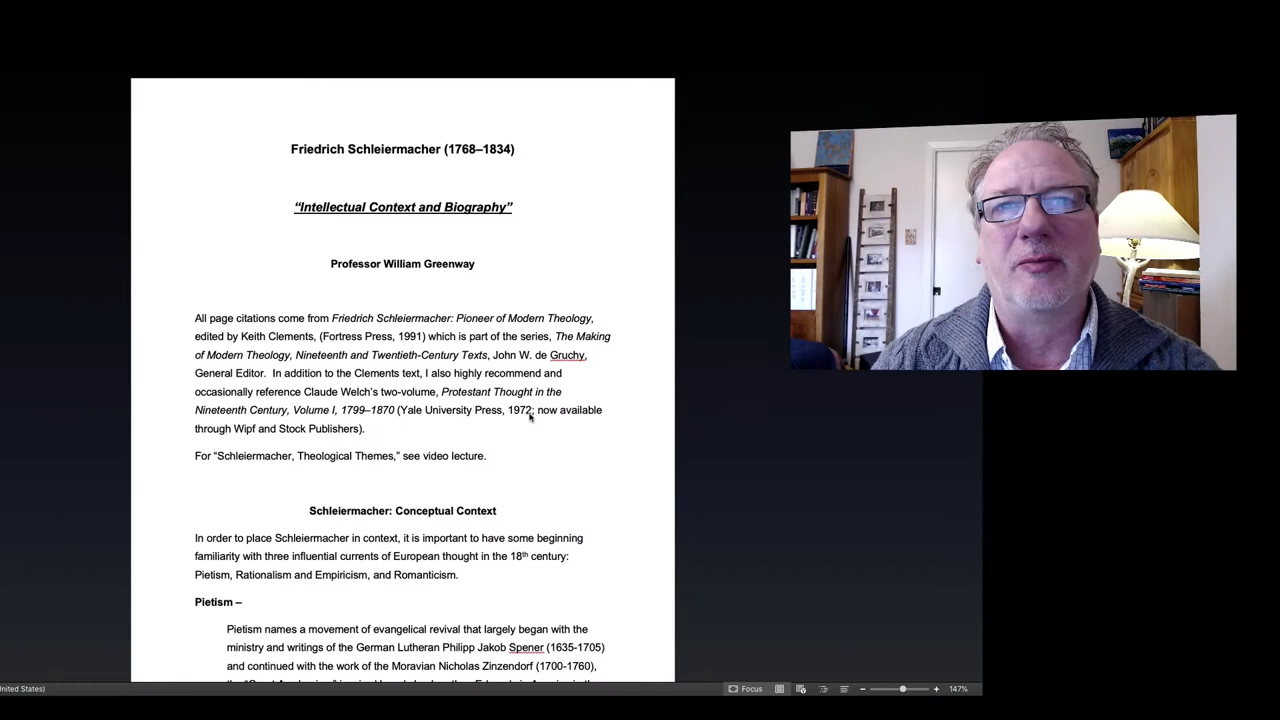 Friedrich Schleiermacher (1768–1834)
“Intellectual Context and Biography”
Professor William Greenway
All page citations come from Friedrich Schleiermacher: Pioneer of Modern Theology,
edited by Keith Clements, (Fortress Press, 1991) which is part of the series, The Making
of Modern Theology, Nineteenth and Twentieth-Century Texts, John W. de Gruchy,
General Editor.  In addition to the Clements text, I also highly recommend and
occasionally reference Claude Welch’s two-volume, Protestant Thought in the
Nineteenth Century, Volume I, 1799–1870 (Yale University Press, 1972; now available
through Wipf and Stock Publishers).
For “Schleiermacher, Theological Themes,” see video lecture.
Schleiermacher: Conceptual Context
In order to place Schleiermacher in context, it is important to have some beginning
familiarity with three influential currents of European thought in the 18th century:
Pietism, Rationalism and Empiricism, and Romanticism.
Pietism –
Pietism names a movement of evangelical revival that largely began with the
ministry and writings of the German Lutheran Philipp Jakob Spener (1635-1705)
and continued with the work of the Moravian Nicholas Zinzendorf (1700-1760),
United States)
Focus
147%